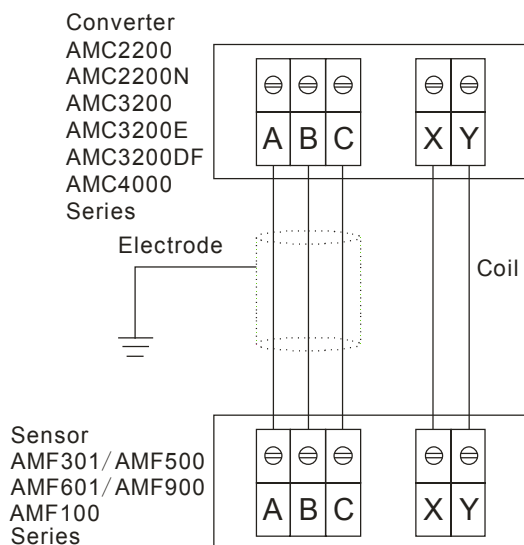 Converter
AMC2200
AMC2200N
AMC3200
AMC3200E
AMC3200DF
AMC4000
Series
A B C X Y
Electrode
Coil
Sensor
AMF301/AMF500
AMF601/AMF900
AMF100
Series
A B C X Y